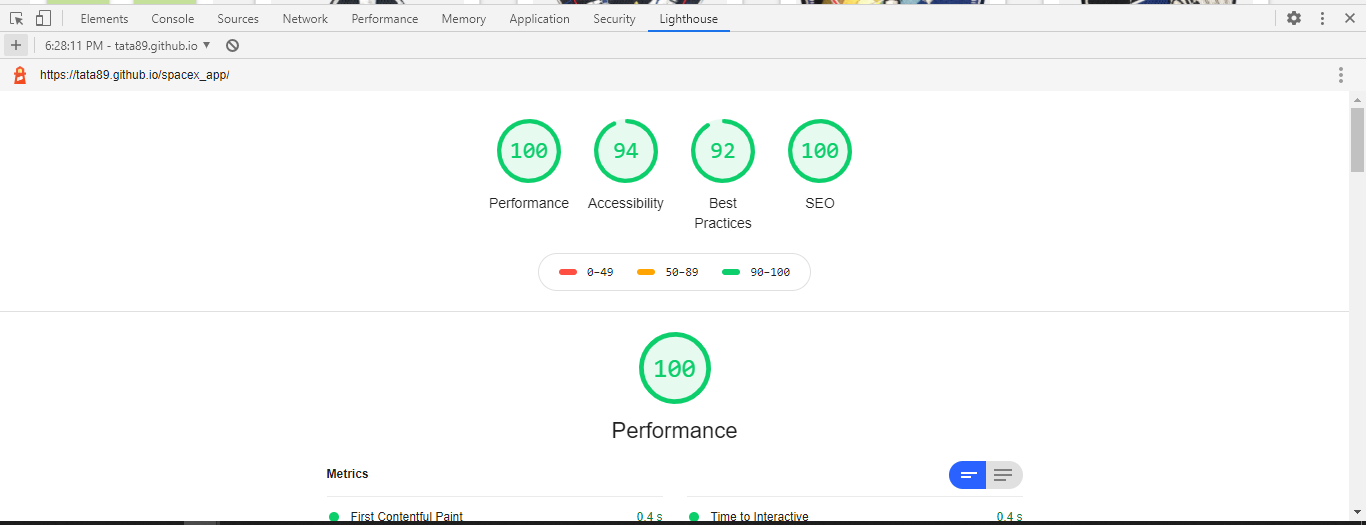 Elements Console Sources Network Performance Memory Application Security Lighthouse
6:28:11 PM - tata89.github.io
https://tata89.github.io/spacex_app/
100 94 92 100
Performance Accessibility Best Practices SEO
0–49 50–89 90–100
100
Performance
Metrics
First Contentful Paint 0.4 s Time to Interactive 0.4 s